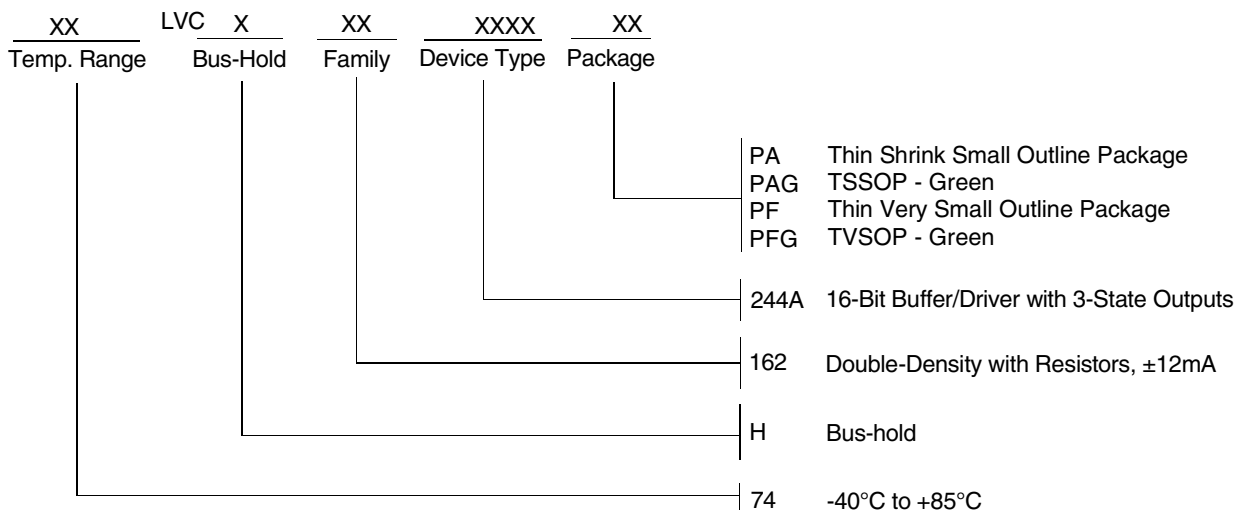 XX LVC X XX XXXX XX
Temp. Range Bus-Hold Family Device Type Package
PA Thin Shrink Small Outline Package
PAG TSSOP - Green
PF Thin Very Small Outline Package
PFG TVSOP - Green
244A 16-Bit Buffer/Driver with 3-State Outputs
162 Double-Density with Resistors, ±12mA
H Bus-hold
74 -40°C to +85°C